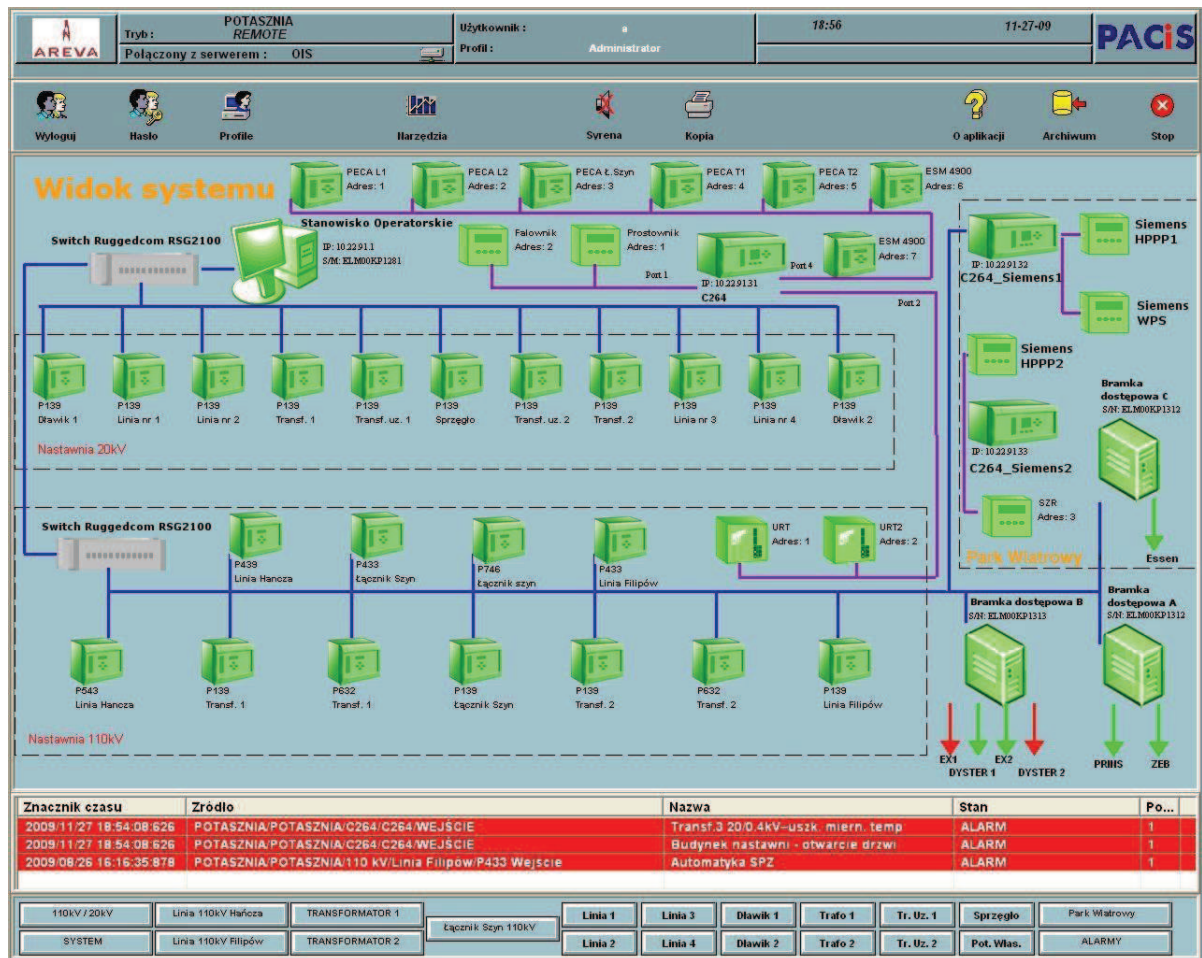 AREVA
Tryb :
POTASZNIA
REMOTE
Połączony z serwerem : OIS
Użytkownik :
a
Profil :
Administrator
18:56
11-27-09
PACiS
Wyloguj
Hasło
Profile
Narzędzia
Syrena
Kopia
O aplikacji
Archiwum
Stop
Widok systemu
PECA L1
Adres: 1
PECA L2
Adres: 2
PECA Ł.Szyn
Adres: 3
PECA T1
Adres: 4
PECA T2
Adres: 5
ESM 4900
Adres: 6
Switch Ruggedcom RSG2100
Stanowisko Operatorskie
IP: 10.22.91.1
S/M: ELM00KP1281
Falownik
Adres: 2
Prostownik
Adres: 1
Port 1
IP: 10.22.91.31
C264
Port 4
ESM 4900
Adres: 7
Port 2
IP: 10.22.91.32
C264_Siemens1
Siemens
HPPP1
Siemens
WPS
Siemens
HPPP2
IP: 10.22.91.33
C264_Siemens2
SZR
Adres: 3
Park Wiatrowy
Bramka
dostępowa C
S/N: ELM00KP1312
Essen
P139
Dławik 1
P139
Linia nr 1
P139
Linia nr 2
P139
Transf. 1
P139
Transf. uz. 1
P139
Sprzęgło
P139
Transf. uz. 2
P139
Transf. 2
P139
Linia nr 3
P139
Linia nr 4
P139
Dławik 2
Nastawnia 20kV
Switch Ruggedcom RSG2100
P439
Linia Hancza
P433
Łącznik Szyn
P746
Łącznik szyn
P433
Linia Filipów
URT
Adres: 1
URT2
Adres: 2
P543
Linia Hancza
P139
Transf. 1
P632
Transf. 1
P139
Łącznik Szyn
P139
Transf. 2
P632
Transf. 2
P139
Linia Filipów
Nastawnia 110kV
Bramka dostępowa B
S/N: ELM00KP1313
Bramka
dostępowa A
S/N: ELM00KP1312
EX1
DYSTER 1
EX2
DYSTER 2
PRINS
ZEB
Znacznik czasu Zródło Nazwa Stan Po...
2009/11/27 18:54:08:626 POTASZNIA/POTASZNIA/C264/C264/WEJŚCIE Transf.3 20/0.4kV-uszk. miern. temp ALARM 1
2009/11/27 18:54:08:626 POTASZNIA/POTASZNIA/C264/C264/WEJŚCIE Budynek nastawni - otwarcie drzwi ALARM 1
2009/08/26 16:16:35:878 POTASZNIA/POTASZNIA/110 kV/Linia Filipów/P433 Wejscie Automatyka SPZ ALARM 1
110kV / 20kV
Linia 110kV Hańcza
TRANSFORMATOR 1
Łącznik Szyn 110kV
Linia 1
Linia 3
Dławik 1
Trafo 1
Tr. Uz. 1
Sprzęgło
Park Wiatrowy
SYSTEM
Linia 110kV Filipów
TRANSFORMATOR 2
Linia 2
Linia 4
Dławik 2
Trafo 2
Tr. Uz. 2
Pot. Własn.
ALARMY